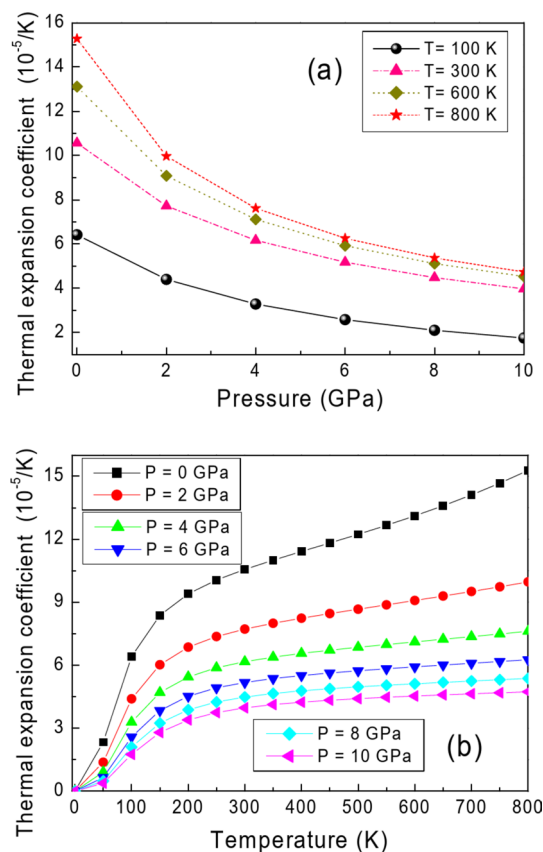 (a)
T= 100 K
T= 300 K
T= 600 K
T= 800 K
Thermal expansion coefficient (10⁻⁵/K)
16
14
12
10
8
6
4
2
0 2 4 6 8 10
Pressure (GPa)
P = 0 GPa
P = 2 GPa
P = 4 GPa
P = 6 GPa
P = 8 GPa
P = 10 GPa
(b)
Thermal expansion coefficient (10⁻⁵/K)
15
12
9
6
3
0
0 100 200 300 400 500 600 700 800
Temperature (K)